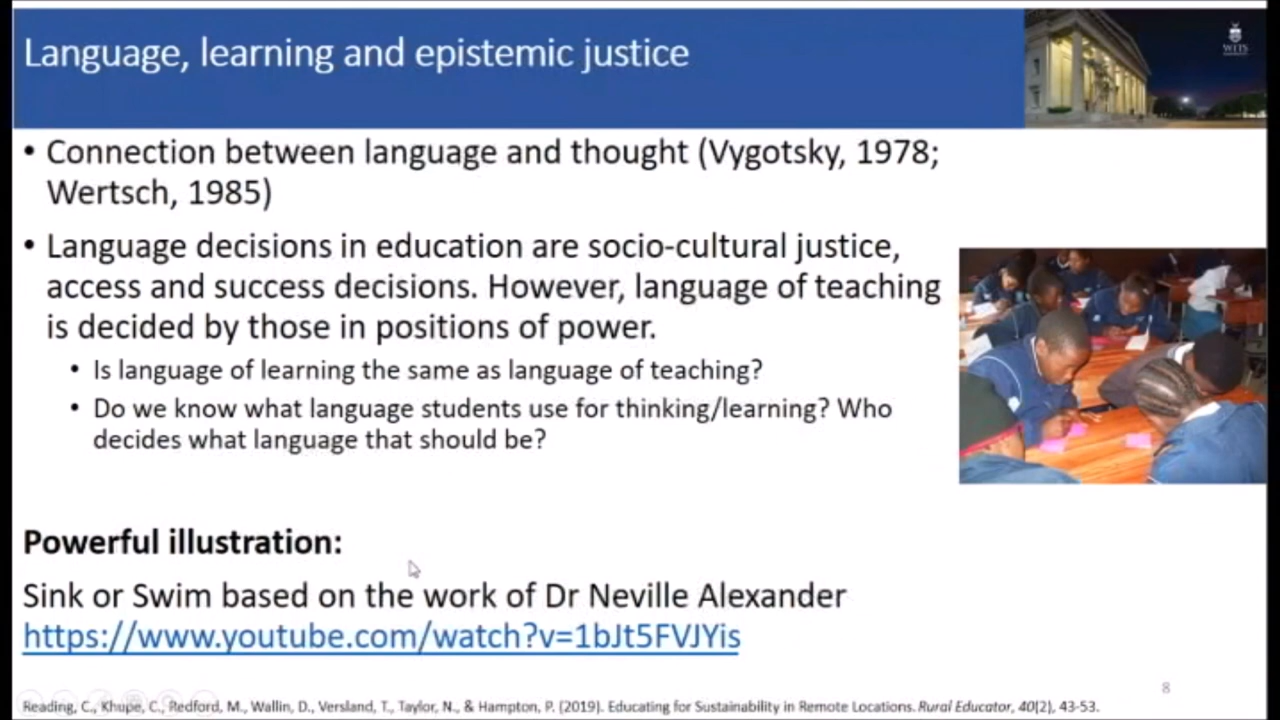 Language, learning and epistemic justice
WITS
• Connection between language and thought (Vygotsky, 1978;
Wertsch, 1985)
• Language decisions in education are socio-cultural justice,
access and success decisions. However, language of teaching
is decided by those in positions of power.
• Is language of learning the same as language of teaching?
• Do we know what language students use for thinking/learning? Who
decides what language that should be?
Powerful illustration:
Sink or Swim based on the work of Dr Neville Alexander
https://www.youtube.com/watch?v=1bJt5FVJYis
8
Reading, C., Khupe, C., Redford, M., Wallin, D., Versland, T., Taylor, N., & Hampton, P. (2019). Educating for Sustainability in Remote Locations. Rural Educator, 40(2), 43-53.